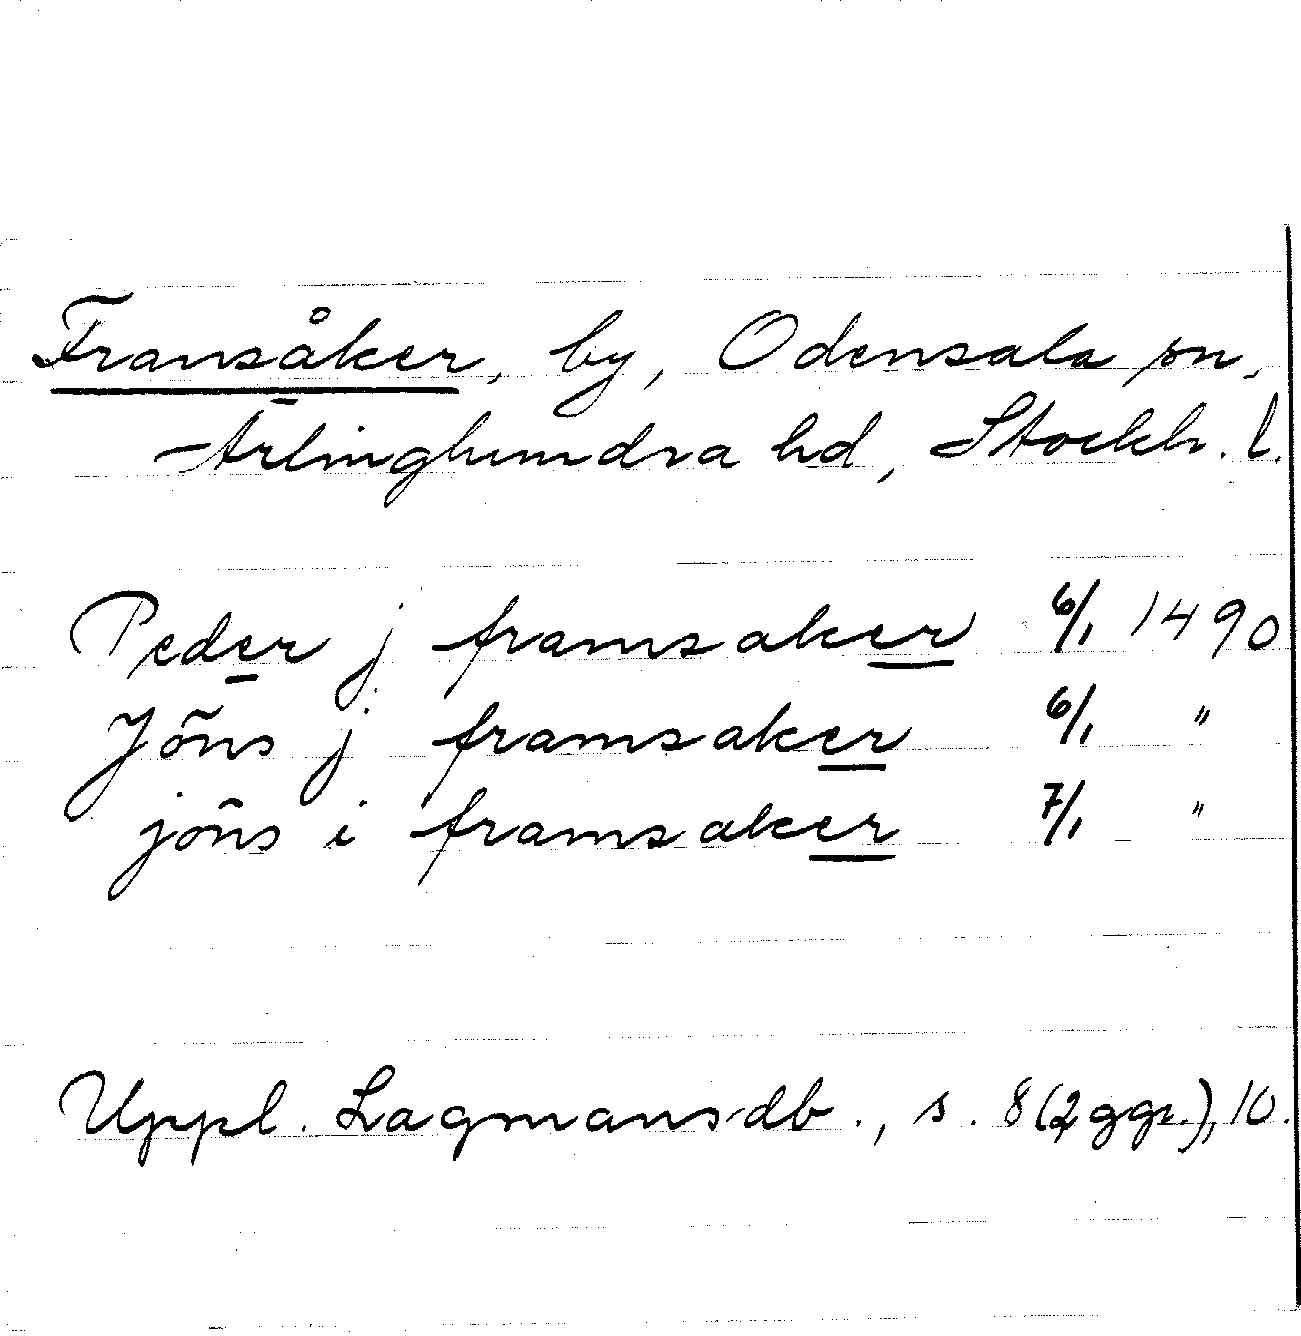 Fransåker, by, Odensala sn,
Ärlinghundra hd, Stockh. l.
Peder j framsaker 6/1 1490
Jöns j framsaker 6/1 "
jöns i framsaker 7/1 "
Uppl. Lagmansdb., s. 8 (2 ggr.), 10.